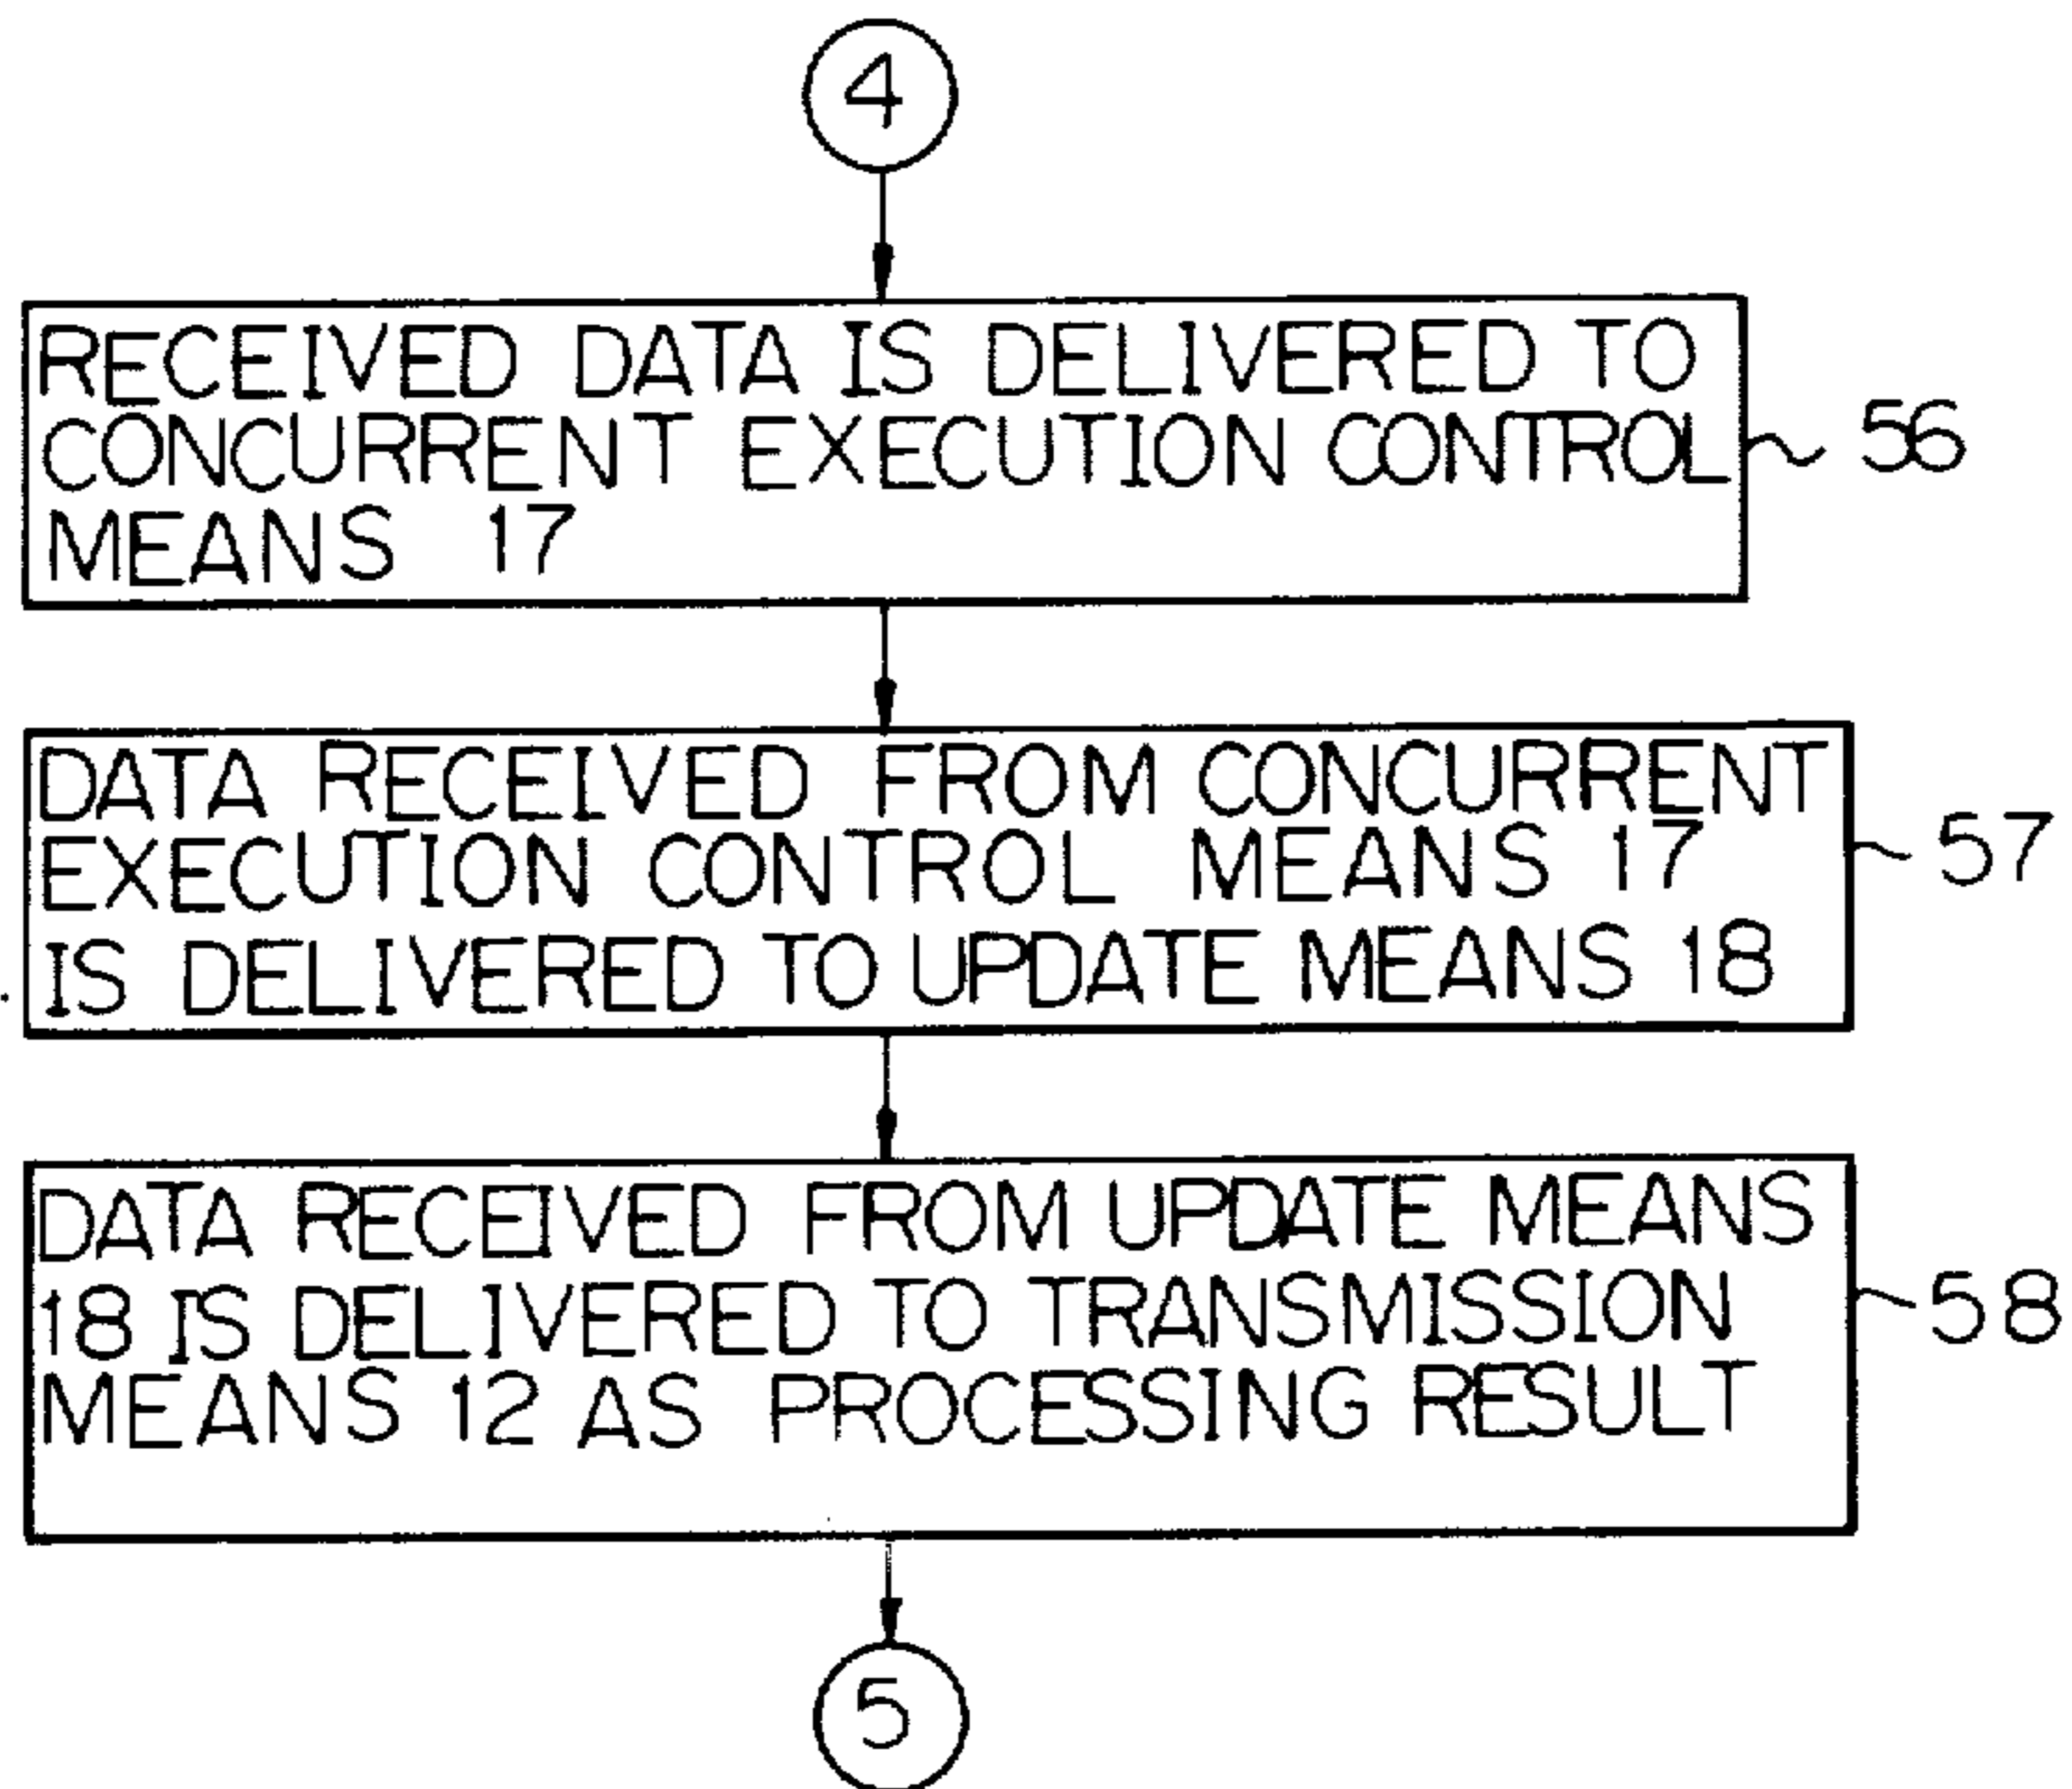 4
RECEIVED DATA IS DELIVERED TO
CONCURRENT EXECUTION CONTROL
MEANS 17
56
DATA RECEIVED FROM CONCURRENT
EXECUTION CONTROL MEANS 17
IS DELIVERED TO UPDATE MEANS 18
57
DATA RECEIVED FROM UPDATE MEANS
18 IS DELIVERED TO TRANSMISSION
MEANS 12 AS PROCESSING RESULT
58
5